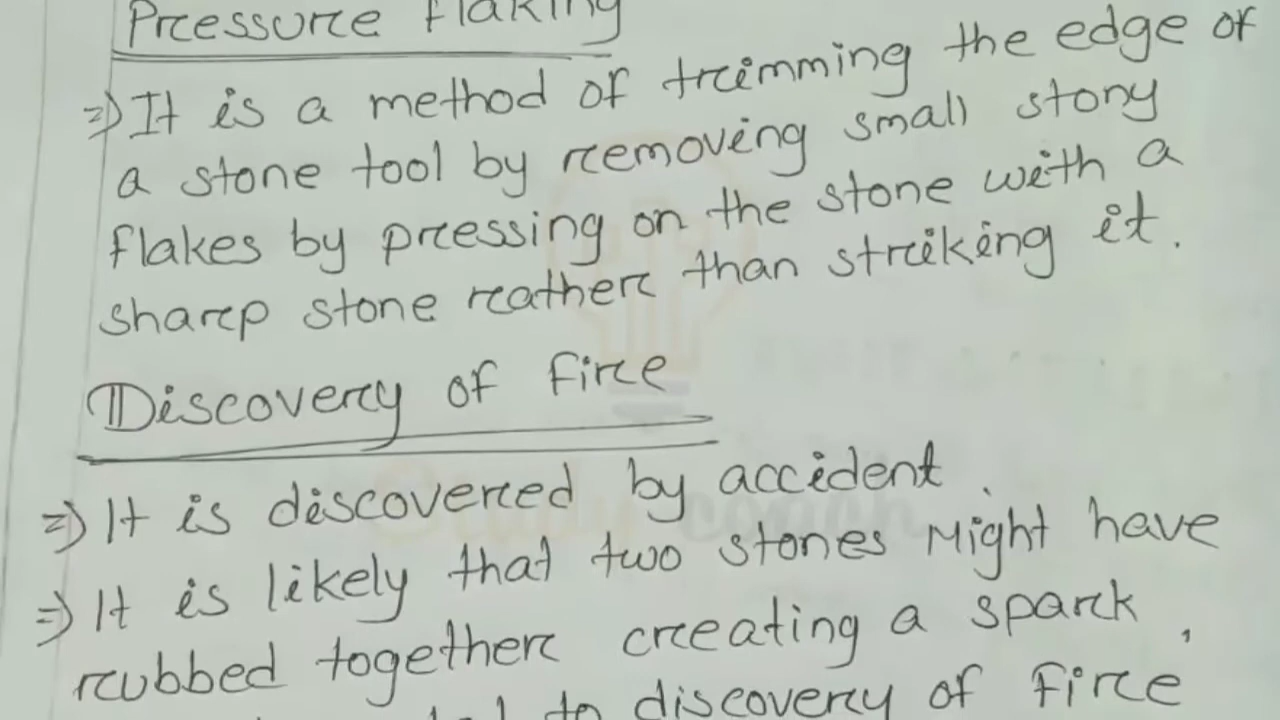 Pressure flaking
=> It is a method of trimming the edge of
a stone tool by removing small stony
flakes by pressing on the stone with a
sharp stone rather than striking it.
Discovery of fire
=> It is discovered by accident.
=> It is likely that two stones Might have
rubbed together creating a spark,
to discovery of fire